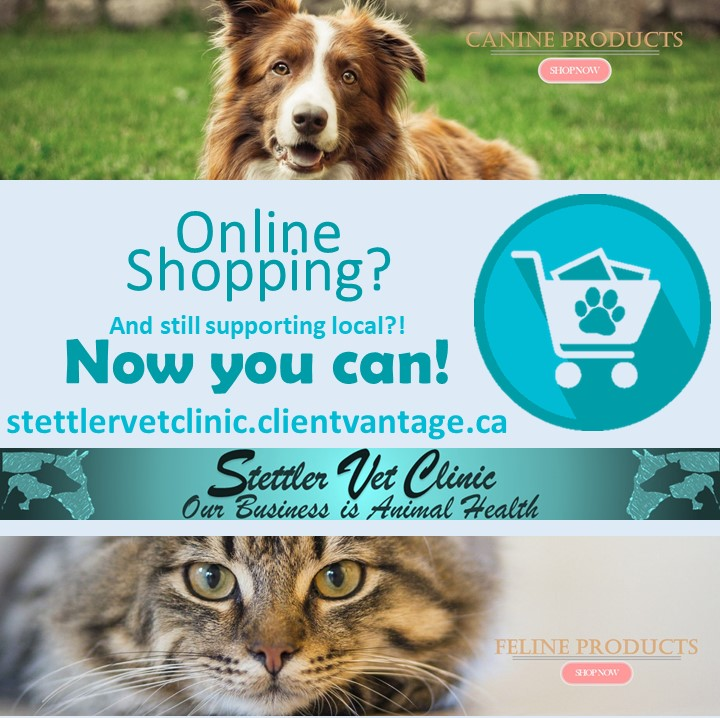 CANINE PRODUCTS
SHOP NOW
Online
Shopping?
And still supporting local?!
Now you can!
stettlervetclinic.clientvantage.ca
Stettler Vet Clinic
Our Business is Animal Health
FELINE PRODUCTS
SHOP NOW